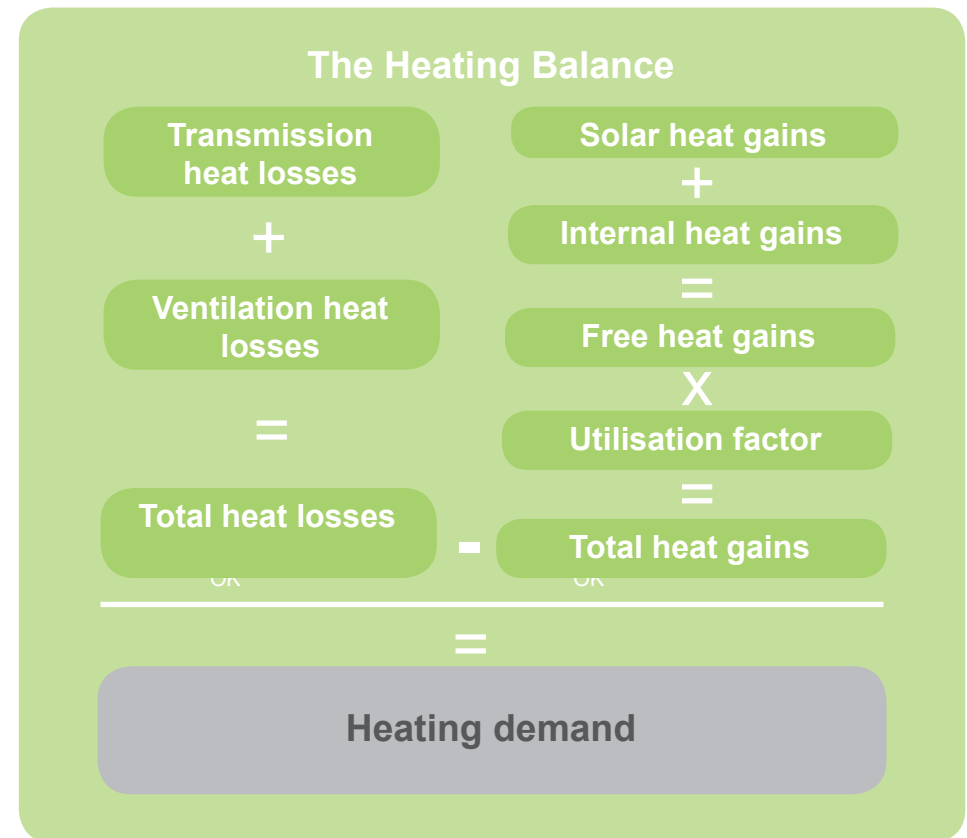 The Heating Balance
Transmission
heat losses
+
Ventilation heat
losses
=
Total heat losses
-
Solar heat gains
+
Internal heat gains
=
Free heat gains
x
Utilisation factor
=
Total heat gains
=
Heating demand